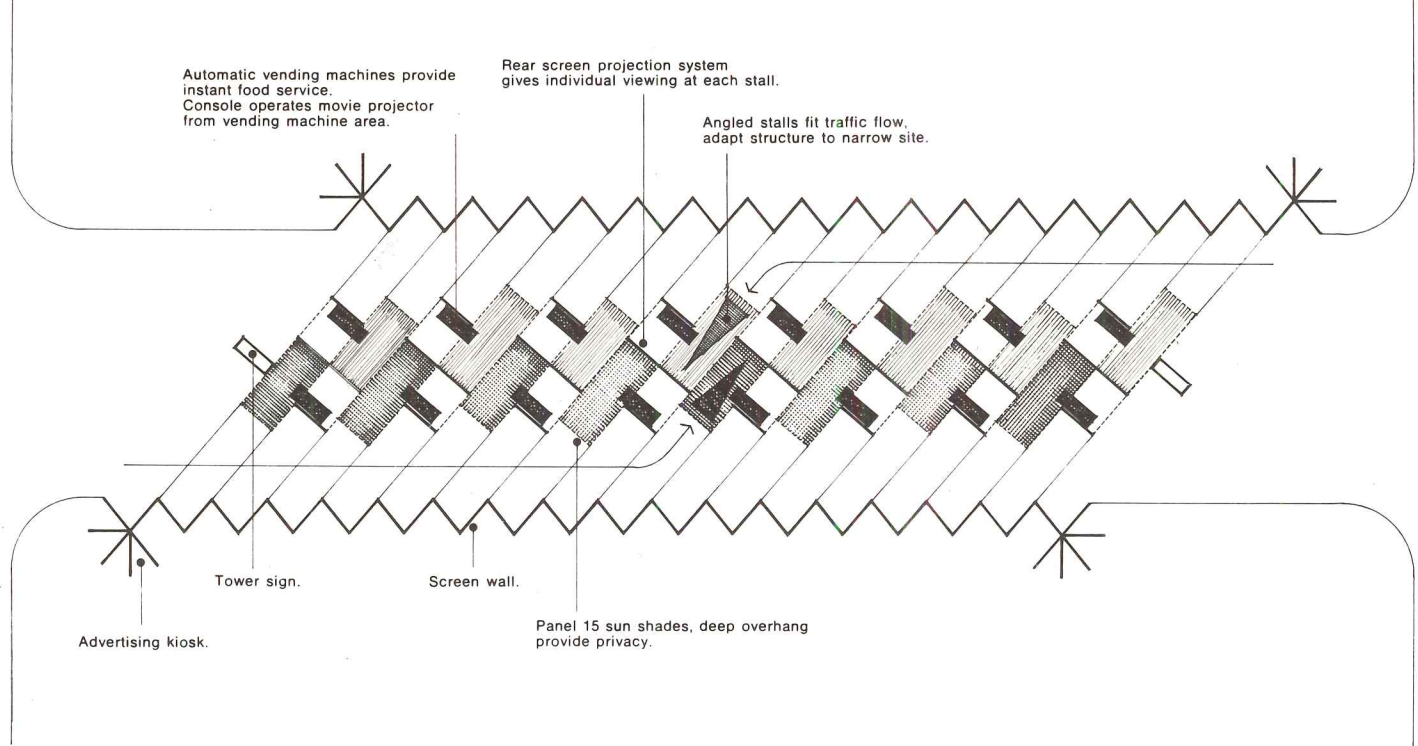 Automatic vending machines provide
instant food service.
Console operates movie projector
from vending machine area.
Rear screen projection system
gives individual viewing at each stall.
Angled stalls fit traffic flow,
adapt structure to narrow site.
Tower sign.
Screen wall.
Advertising kiosk.
Panel 15 sun shades, deep overhang
provide privacy.